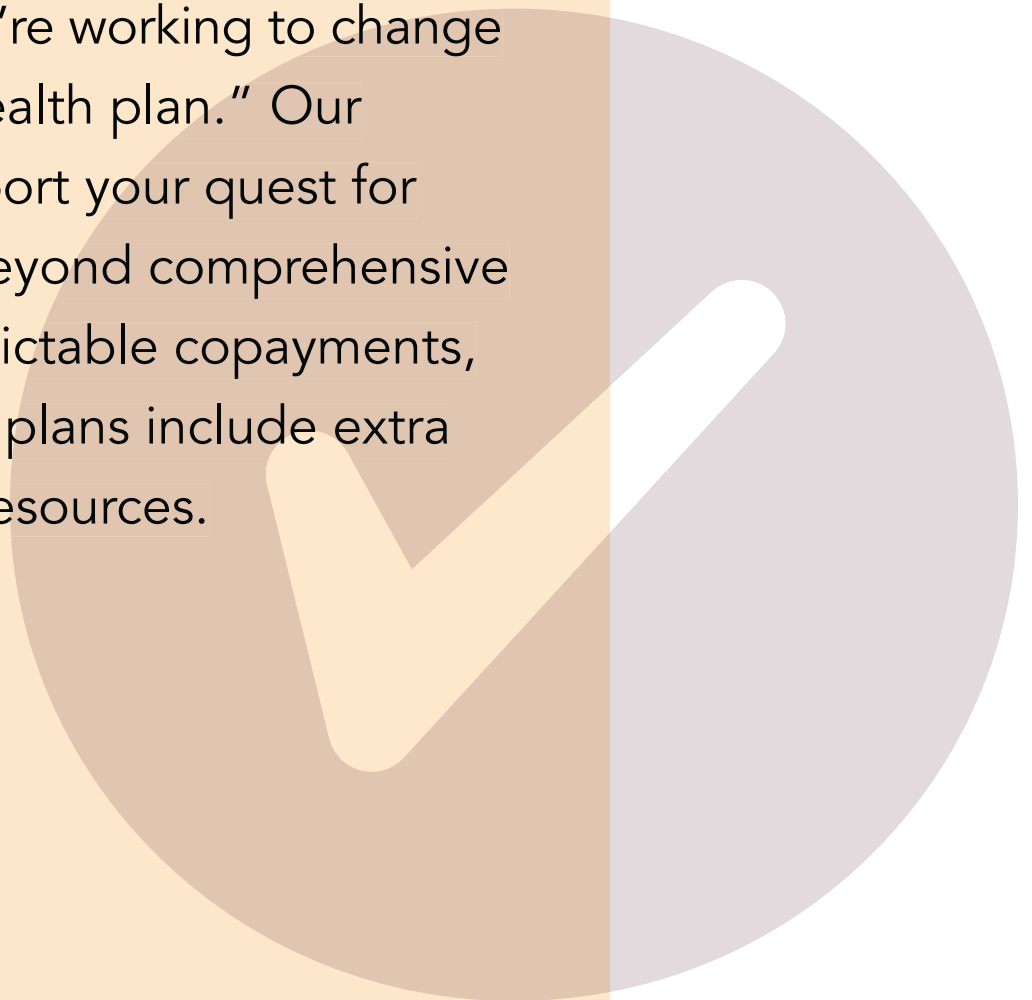 ’re working to change
ealth plan.” Our
ort your quest for
eyond comprehensive
ictable copayments,
plans include extra
esources.